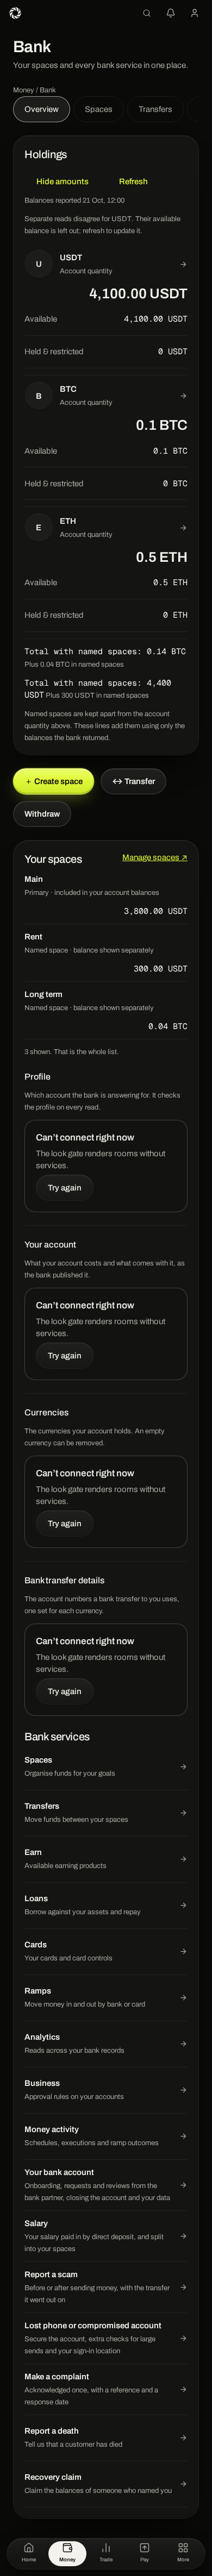 Bank
Your spaces and every bank service in one place.
Money / Bank
Overview
Spaces
Transfers
Holdings
Hide amounts
Refresh
Balances reported 21 Oct, 12:00
Separate reads disagree for USDT. Their available
balance is left out; refresh to update it.
U
USDT
Account quantity
4,100.00 USDT
Available
4,100.00 USDT
Held & restricted
0 USDT
B
BTC
Account quantity
0.1 BTC
Available
0.1 BTC
Held & restricted
0 BTC
E
ETH
Account quantity
0.5 ETH
Available
0.5 ETH
Held & restricted
0 ETH
Total with named spaces: 0.14 BTC
Plus 0.04 BTC in named spaces
Total with named spaces: 4,400
USDT Plus 300 USDT in named spaces
Named spaces are kept apart from the account
quantity above. These lines add them using only the
balances the bank returned.
+ Create space
↔ Transfer
Withdraw
Your spaces
Manage spaces ↗
Main
Primary · included in your account balances
3,800.00 USDT
Rent
Named space · balance shown separately
300.00 USDT
Long term
Named space · balance shown separately
0.04 BTC
3 shown. That is the whole list.
Profile
Which account the bank is answering for. It checks
the profile on every read.
Can't connect right now
The look gate renders rooms without
services.
Try again
Your account
What your account costs and what comes with it, as
the bank published it.
Can't connect right now
The look gate renders rooms without
services.
Try again
Currencies
The currencies your account holds. An empty
currency can be removed.
Can't connect right now
The look gate renders rooms without
services.
Try again
Bank transfer details
The account numbers a bank transfer to you uses,
one set for each currency.
Can't connect right now
The look gate renders rooms without
services.
Try again
Bank services
Spaces
Organise funds for your goals
Transfers
Move funds between your spaces
Earn
Available earning products
Loans
Borrow against your assets and repay
Cards
Your cards and card controls
Ramps
Move money in and out by bank or card
Analytics
Reads across your bank records
Business
Approval rules on your accounts
Money activity
Schedules, executions and ramp outcomes
Your bank account
Onboarding, requests and reviews from the
bank partner, closing the account and your data
Salary
Your salary paid in by direct deposit, and split
into your spaces
Report a scam
Before or after sending money, with the transfer
it went out on
Lost phone or compromised account
Secure the account, extra checks for large
sends and your sign-in location
Make a complaint
Acknowledged once, with a reference and a
response date
Report a death
Tell us that a customer has died
Recovery claim
Claim the balances of someone who named you
Home
Money
Trade
Pay
More